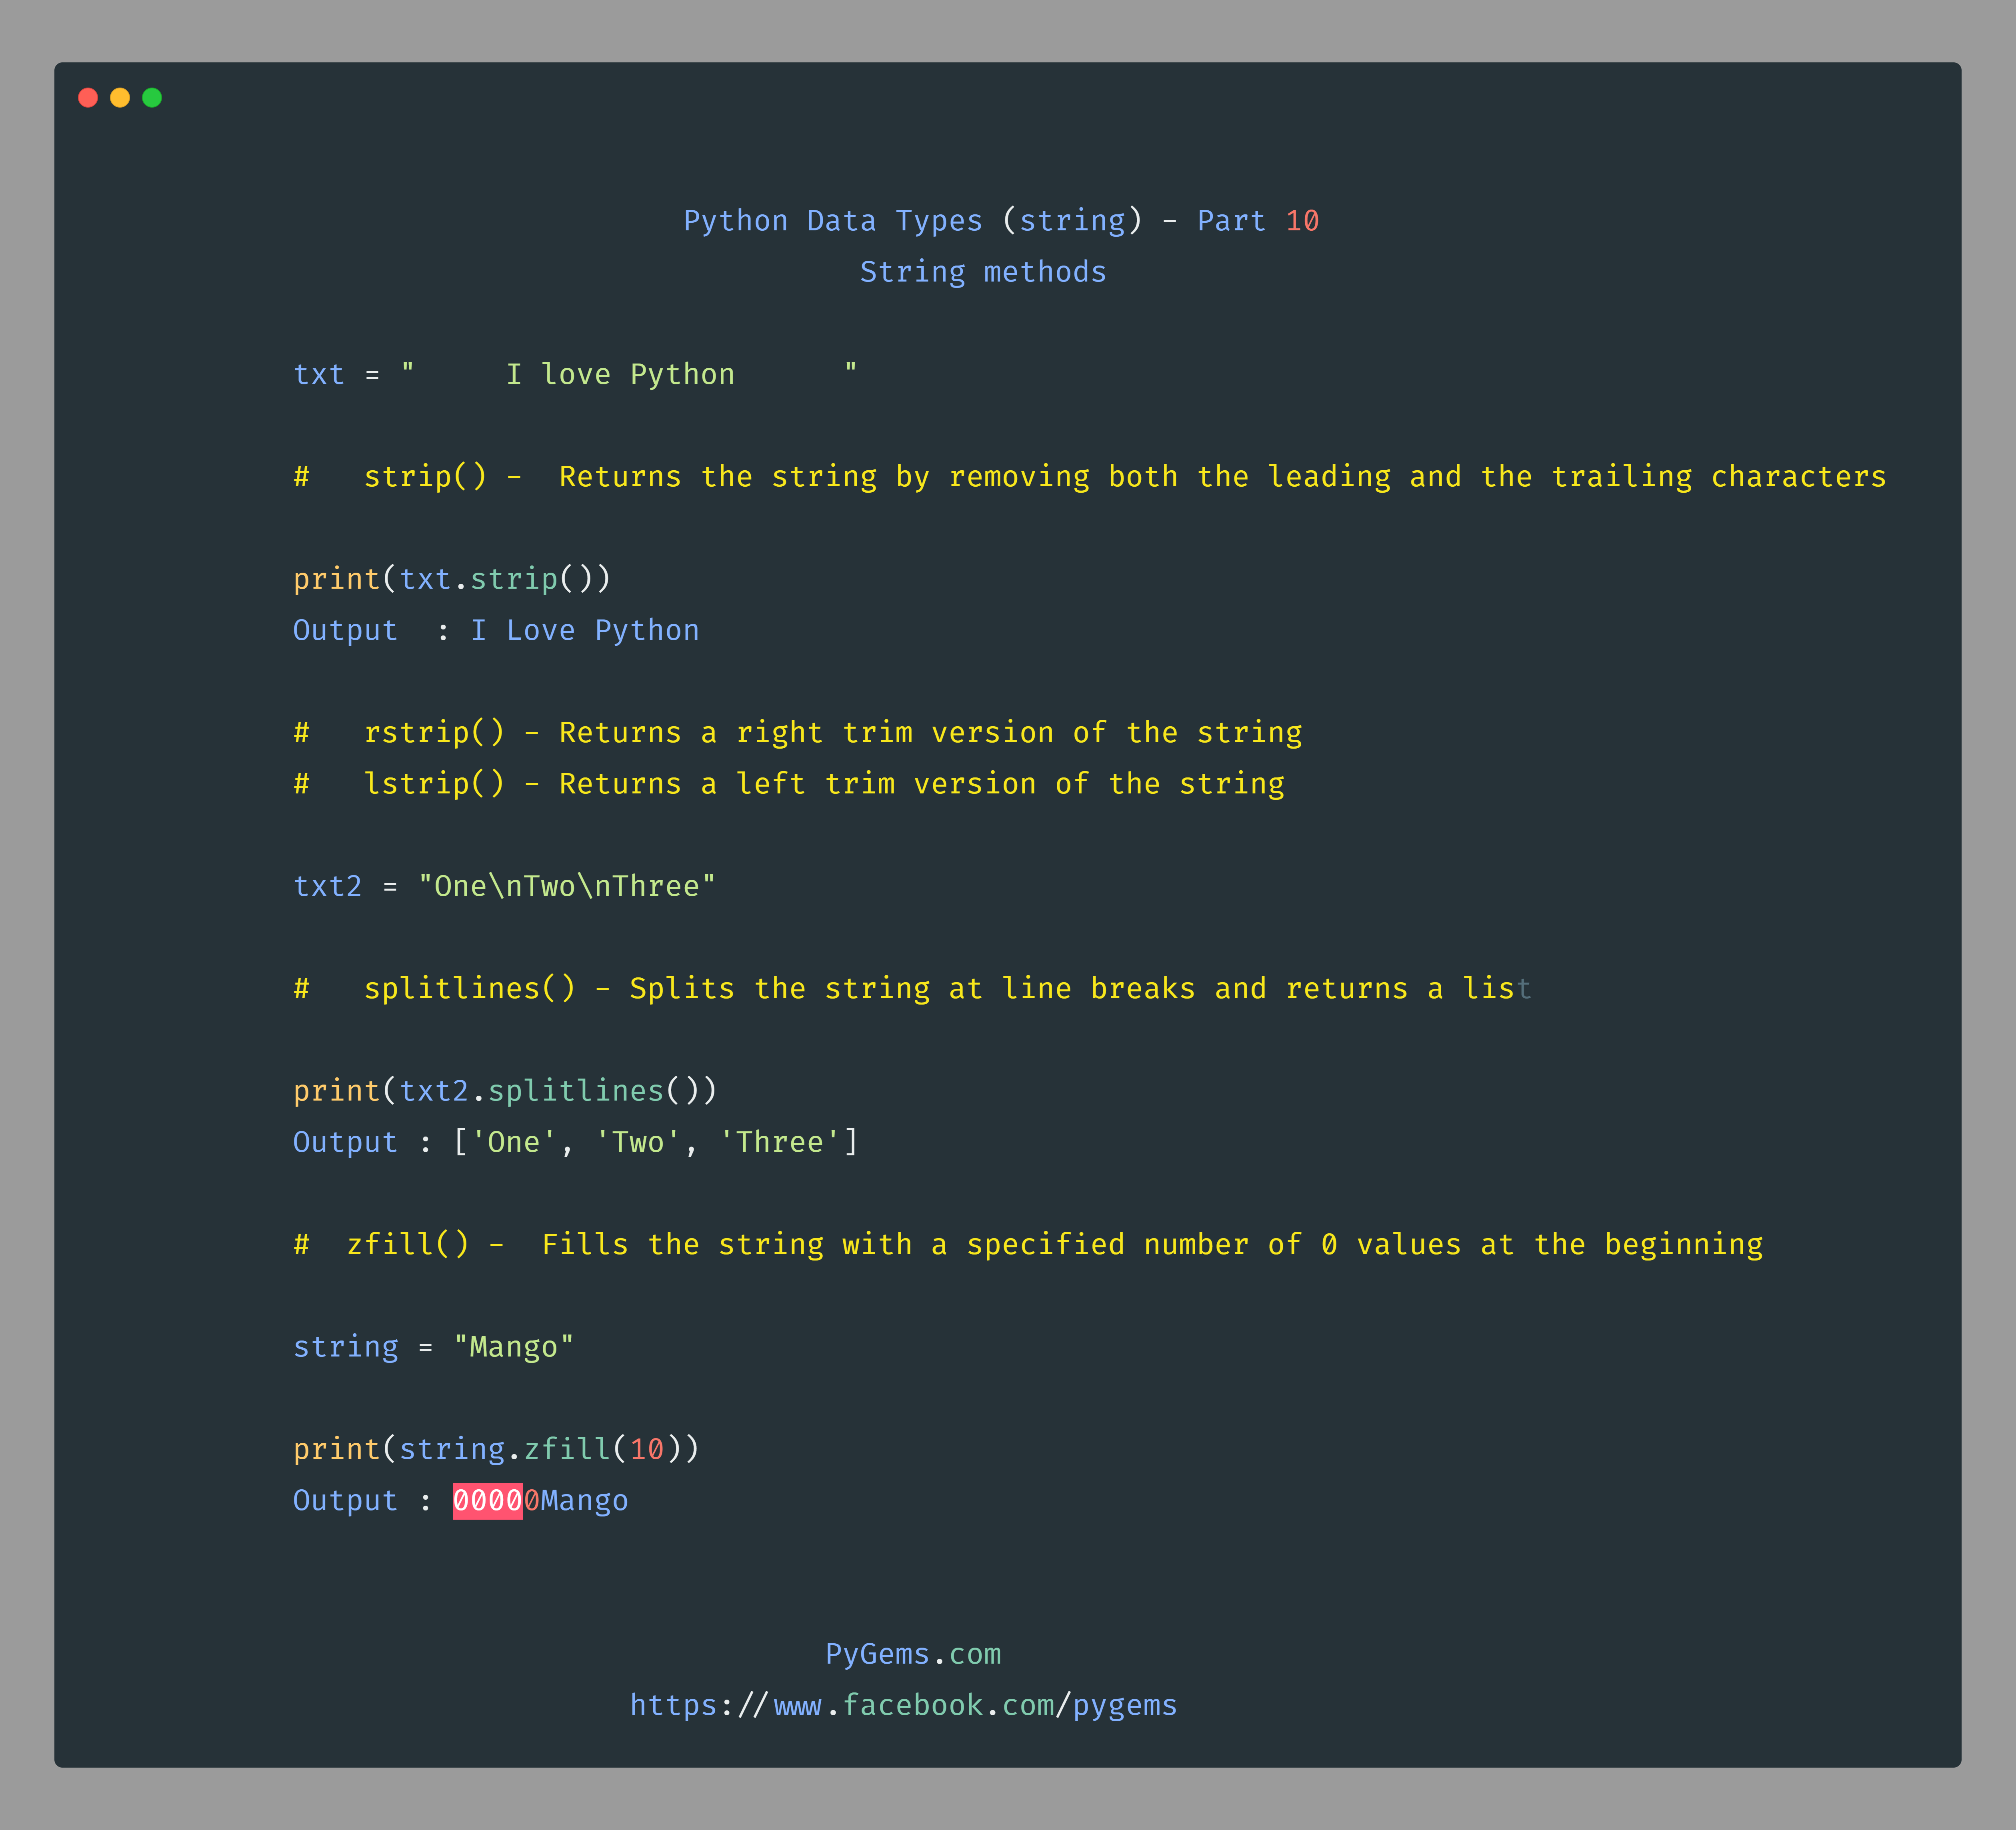 Python Data Types (string) - Part 10
String methods
txt = "     I love Python      "
#   strip() -  Returns the string by removing both the leading and the trailing characters
print(txt.strip())
Output  : I Love Python
#   rstrip() - Returns a right trim version of the string
#   lstrip() - Returns a left trim version of the string
txt2 = "One\nTwo\nThree"
#   splitlines() - Splits the string at line breaks and returns a list
print(txt2.splitlines())
Output : ['One', 'Two', 'Three']
#  zfill() -  Fills the string with a specified number of 0 values at the beginning
string = "Mango"
print(string.zfill(10))
Output : 00000Mango
PyGems.com
https://www.facebook.com/pygems